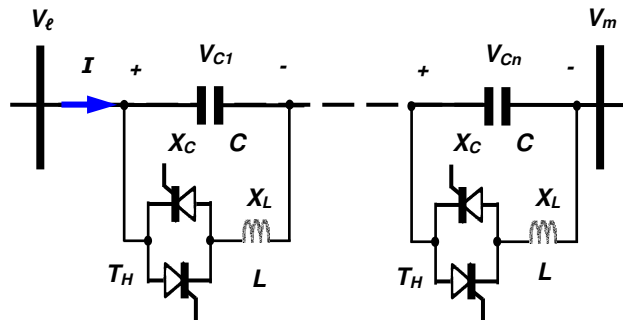 Vℓ Vm
I + VC1 - + VCn -
XC C XC C
XL XL
TH L TH L